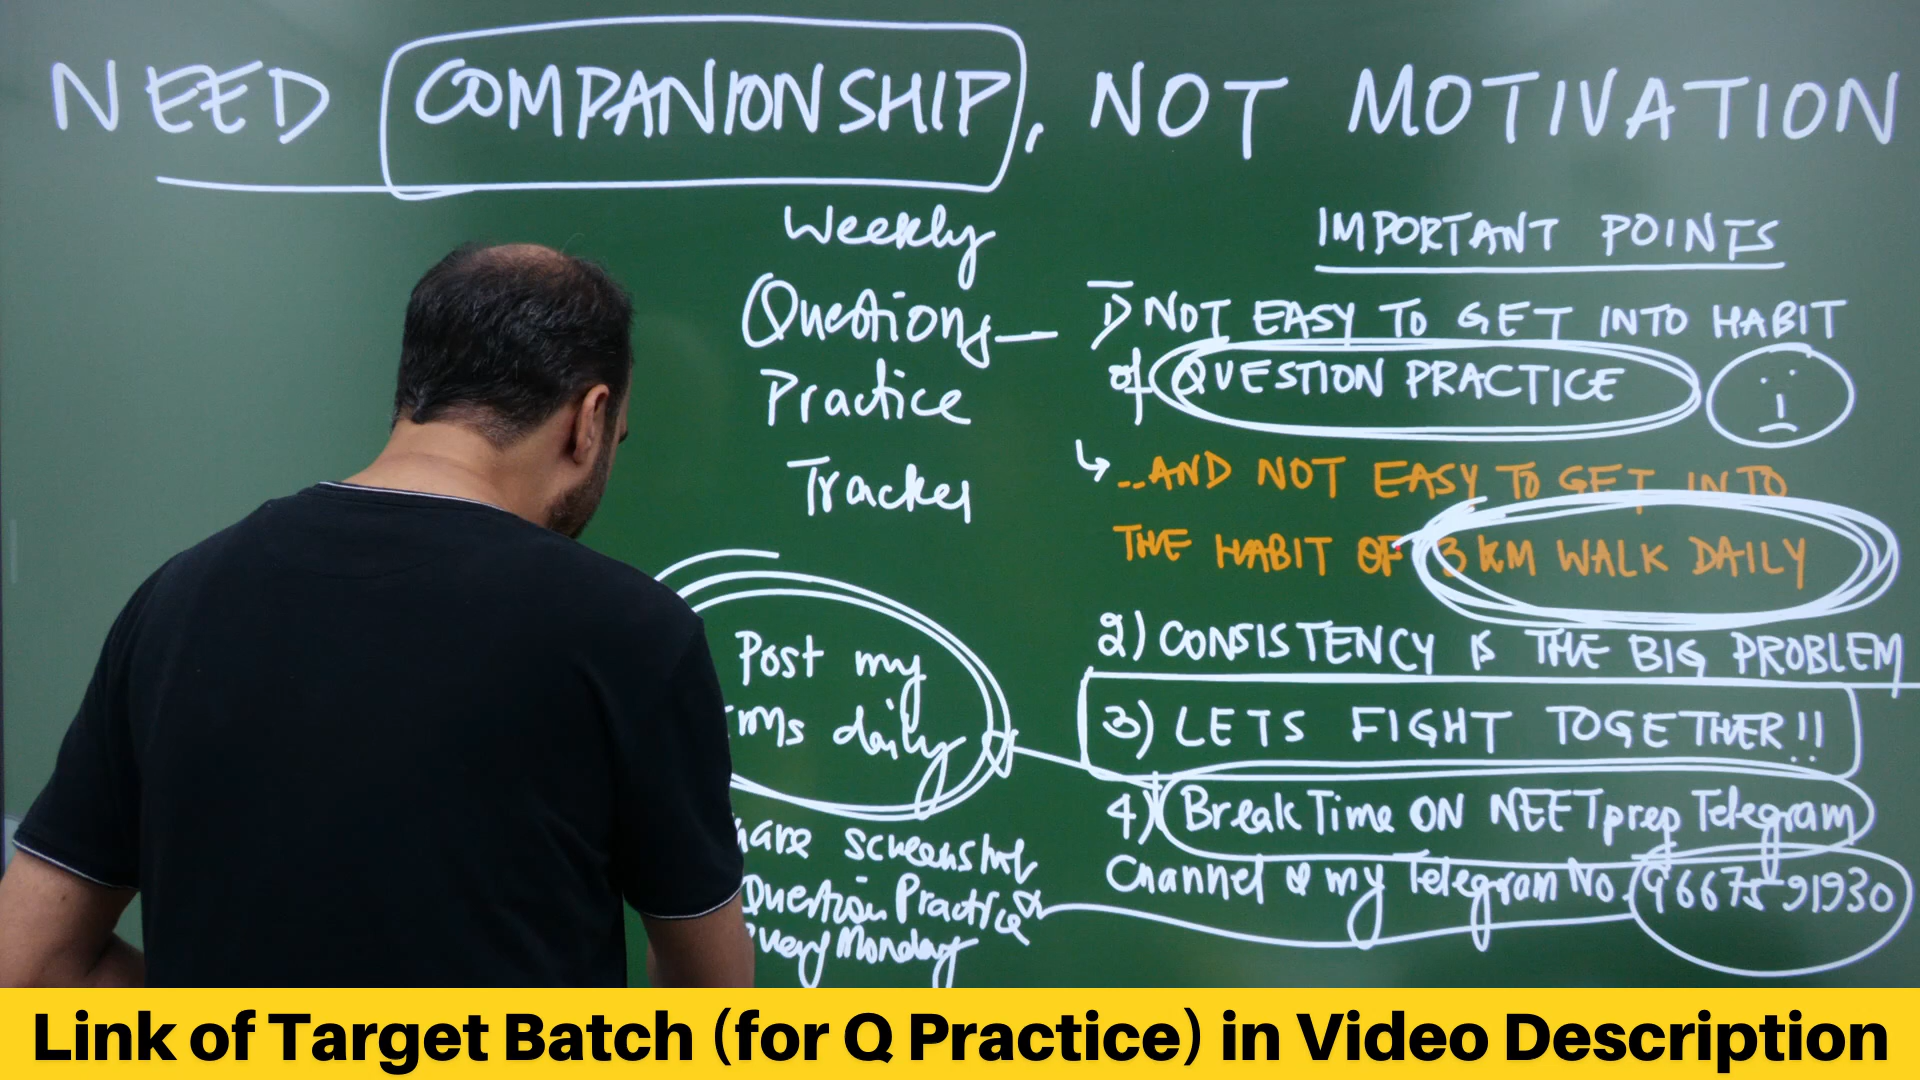 NEED COMPANIONSHIP, NOT MOTIVATION
Weekly
Questions
Practice
Tracker
Post my
daily
screenshot
Question Practice
Every Monday
IMPORTANT POINTS
1) NOT EASY TO GET INTO HABIT
of QUESTION PRACTICE
...AND NOT EASY TO GET INTO
THE HABIT OF 3 KM WALK DAILY
2) CONSISTENCY IS THE BIG PROBLEM
3) LETS FIGHT TOGETHER!!
4) Break Time ON NEETprep Telegram
Channel & my Telegram No. 9667591930
Link of Target Batch (for Q Practice) in Video Description